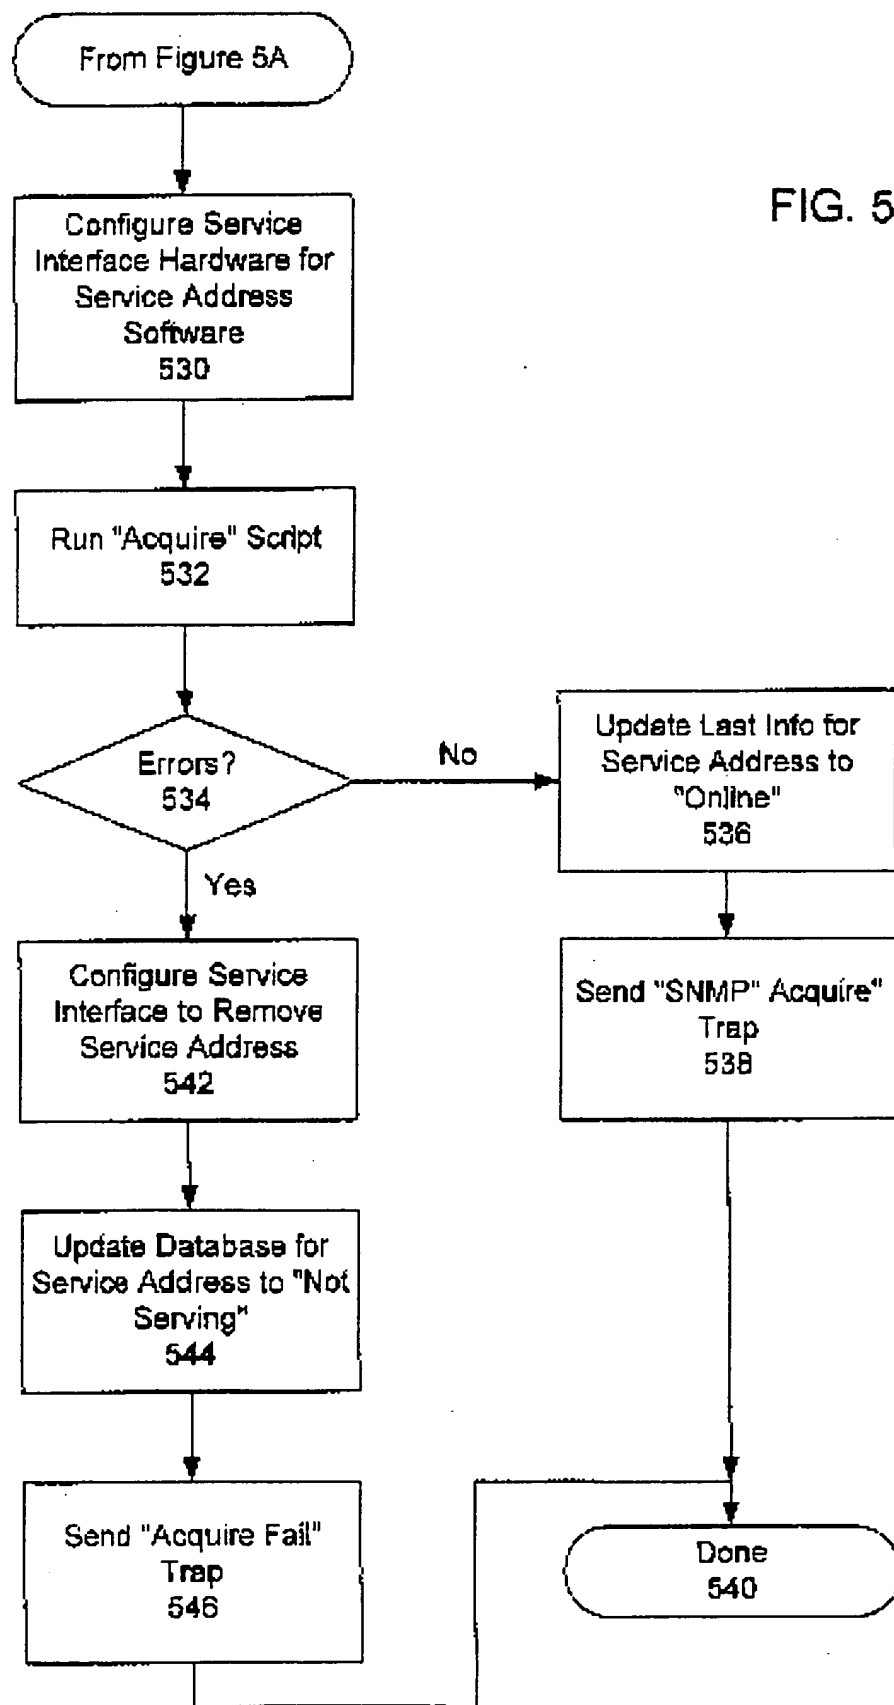 From Figure 5A
FIG. 5
Configure Service
Interface Hardware for
Service Address
Software
530
Run "Acquire" Script
532
Errors?
534
No
Yes
Update Last Info for
Service Address to
"Online"
536
Send "SNMP" Acquire"
Trap
538
Configure Service
Interface to Remove
Service Address
542
Update Database for
Service Address to "Not
Serving"
544
Send "Acquire Fail"
Trap
546
Done
540